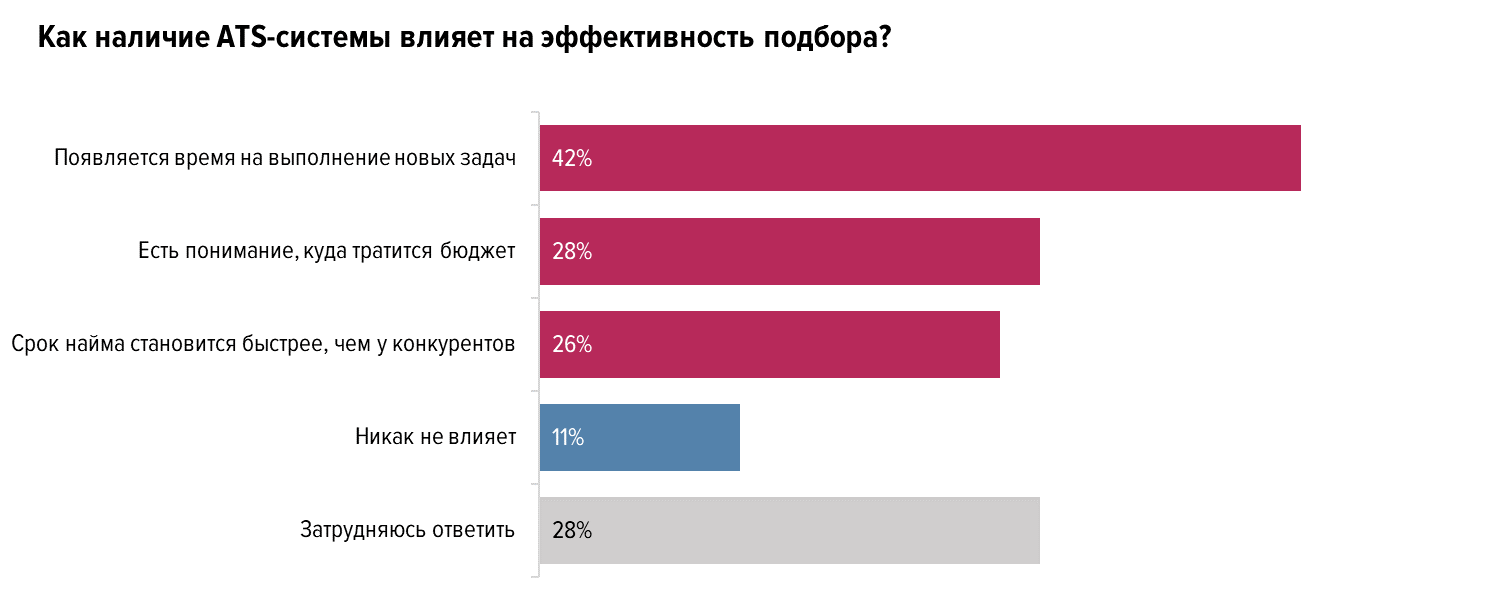 Как наличие ATS-системы влияет на эффективность подбора?
Появляется время на выполнение новых задач
42%
Есть понимание, куда тратится бюджет
28%
Срок найма становится быстрее, чем у конкурентов
26%
Никак не влияет
11%
Затрудняюсь ответить
28%